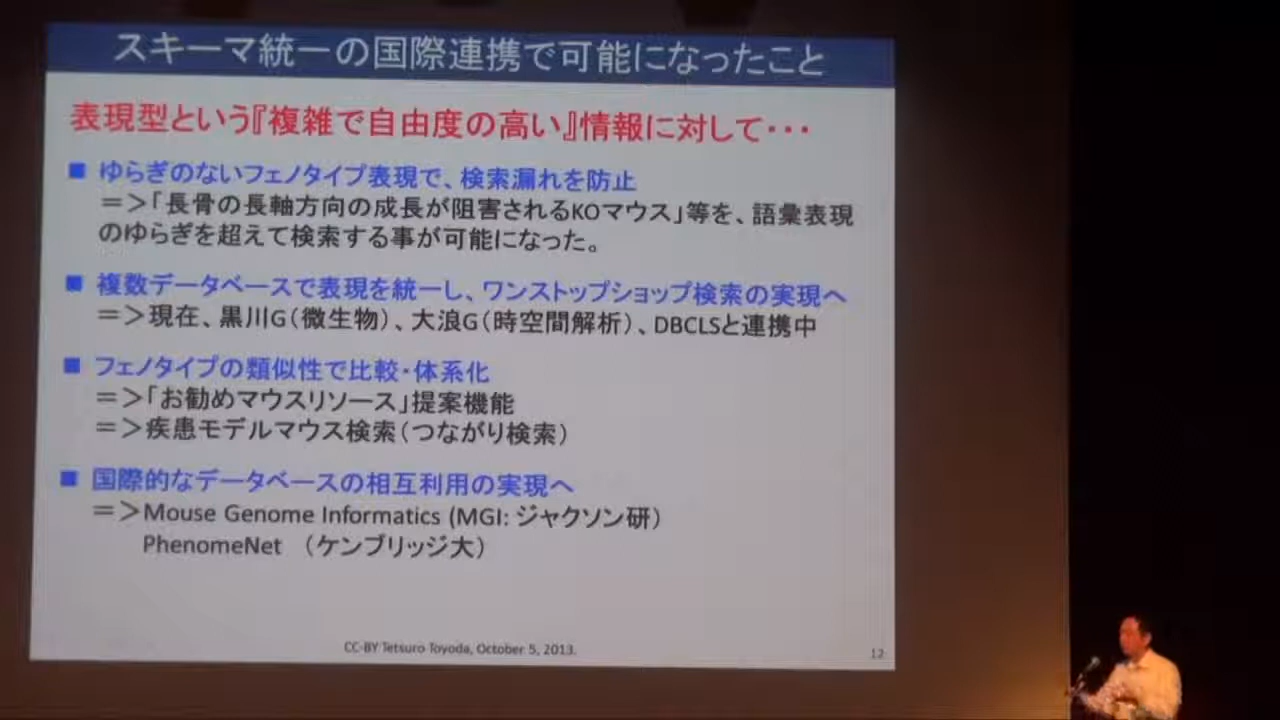 スキーマ統一の国際連携で可能になったこと
表現型という『複雑で自由度の高い』情報に対して・・・
■ ゆらぎのないフェノタイプ表現で、検索漏れを防止
＝＞「長骨の長軸方向の成長が阻害されるKOマウス」等を、語彙表現
のゆらぎを超えて検索する事が可能になった。
■ 複数データベースで表現を統一し、ワンストップショップ検索の実現へ
＝＞現在、黒川G（微生物）、大浪G（時空間解析）、DBCLSと連携中
■ フェノタイプの類似性で比較・体系化
＝＞「お勧めマウスリソース」提案機能
＝＞疾患モデルマウス検索（つながり検索）
■ 国際的なデータベースの相互利用の実現へ
＝＞Mouse Genome Informatics (MGI: ジャクソン研）
PhenomeNet （ケンブリッジ大）
CC-BY Tetsuro Toyoda, October 5, 2013.
12